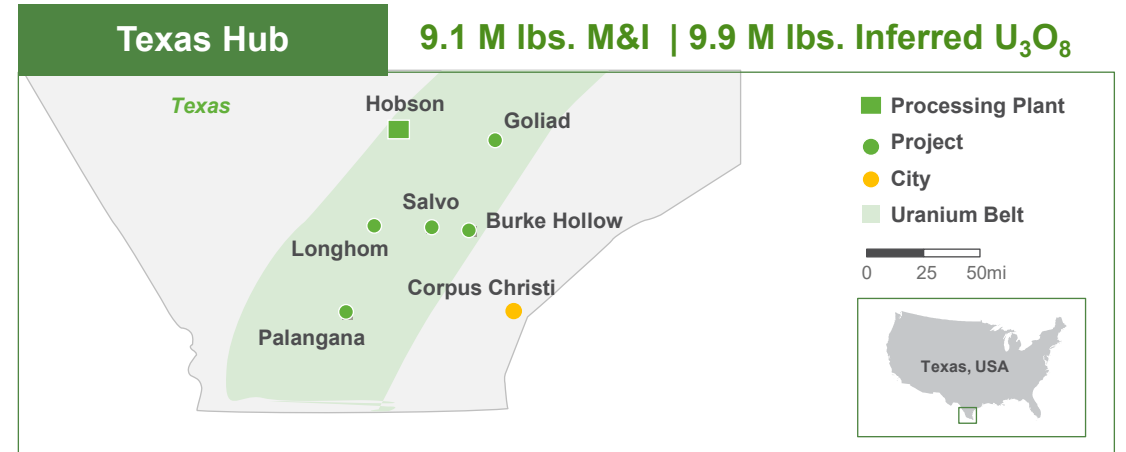 Texas Hub
9.1 M lbs. M&I | 9.9 M lbs. Inferred U₃O₈
Texas
Hobson
Goliad
Salvo
Burke Hollow
Longhom
Corpus Christi
Palangana
Processing Plant
Project
City
Uranium Belt
0 25 50mi
Texas, USA